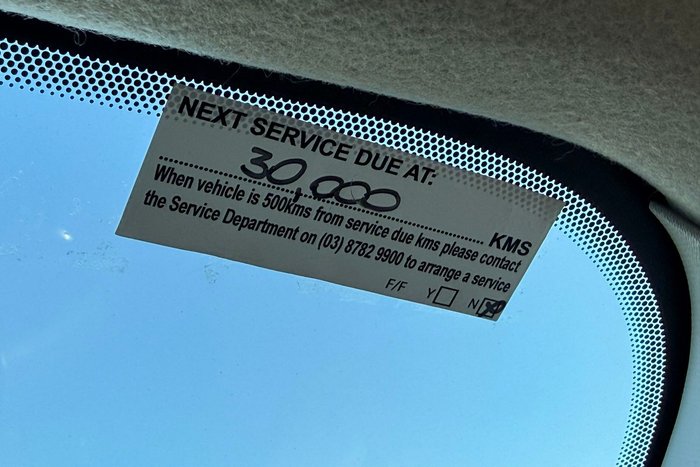 NEXT SERVICE DUE AT:
30,000
KMS
When vehicle is 500kms from service due kms please contact
the Service Department on (03) 8782 9900 to arrange a service
F/F Y N